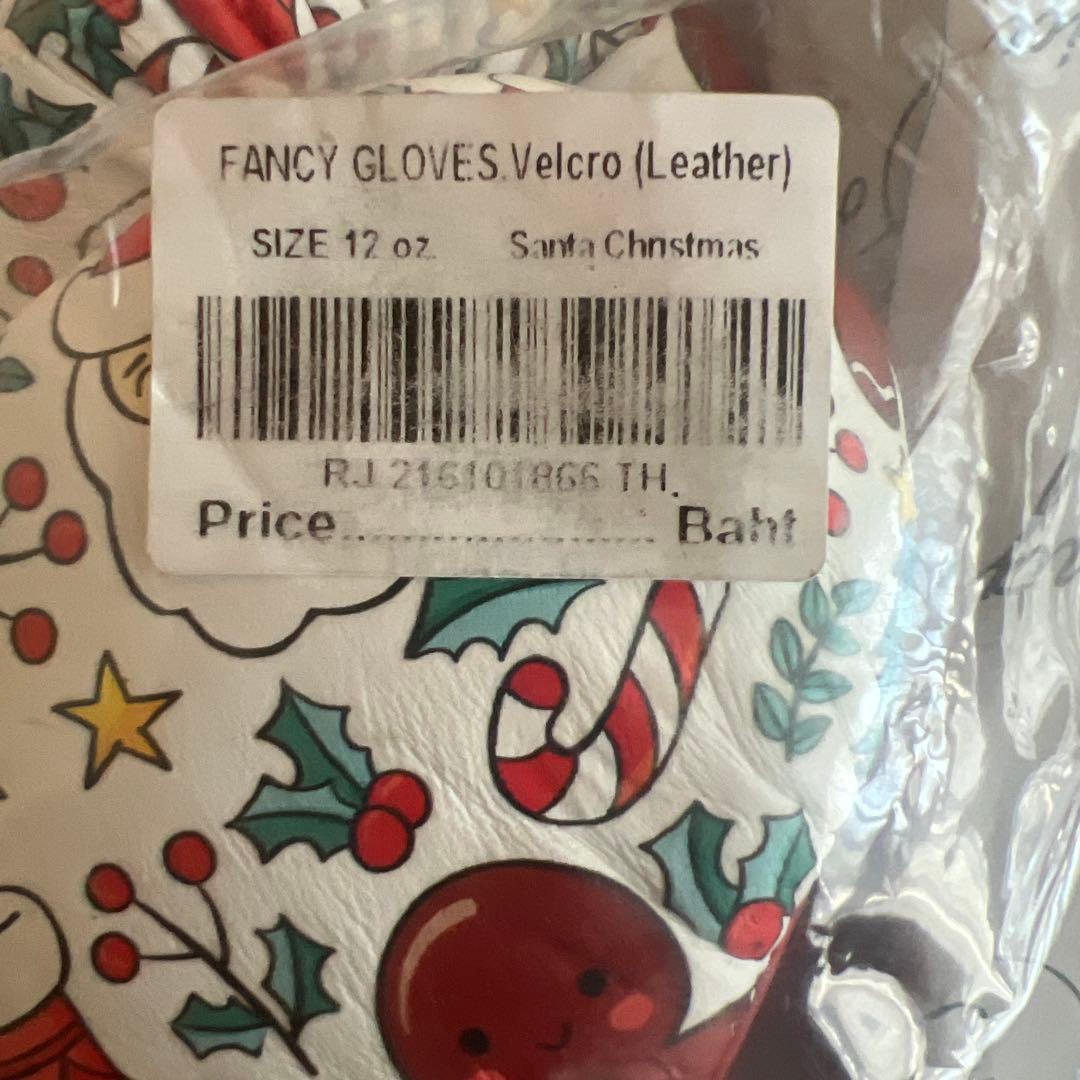 FANCY GLOVES.Velcro (Leather)
SIZE 12 oz. Santa Christmas
RJ 216101866 TH.
Price.............................. Baht